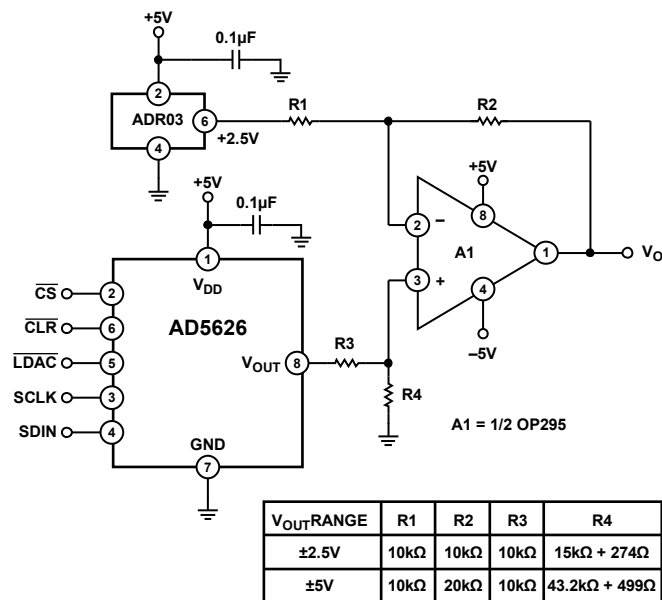 +5V
0.1µF
2
ADR03
6
+2.5V
4
R1
R2
+5V
8
2
–
A1
1
V_O
3
+
4
–5V
+5V
0.1µF
1
V_DD
CS
2
AD5626
CLR
6
LDAC
5
V_OUT
8
R3
SCLK
3
R4
SDIN
4
GND
7
A1 = 1/2 OP295
V_OUT RANGE R1 R2 R3 R4
±2.5V 10kΩ 10kΩ 10kΩ 15kΩ + 274Ω
±5V 10kΩ 20kΩ 10kΩ 43.2kΩ + 499Ω